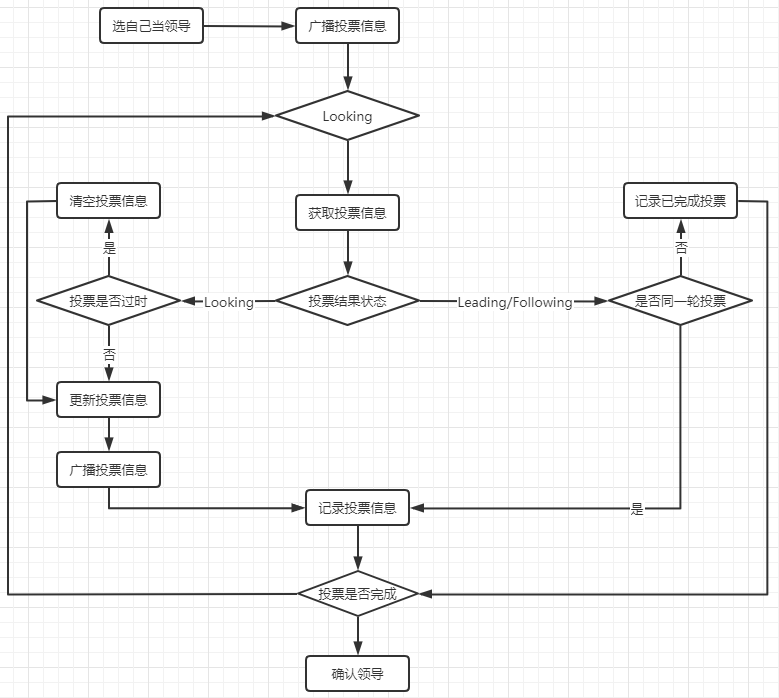 选自己当领导
广播投票信息
Looking
清空投票信息
获取投票信息
记录已完成投票
是
否
投票是否过时
Looking
投票结果状态
Leading/Following
是否同一轮投票
否
更新投票信息
广播投票信息
记录投票信息
是
投票是否完成
确认领导